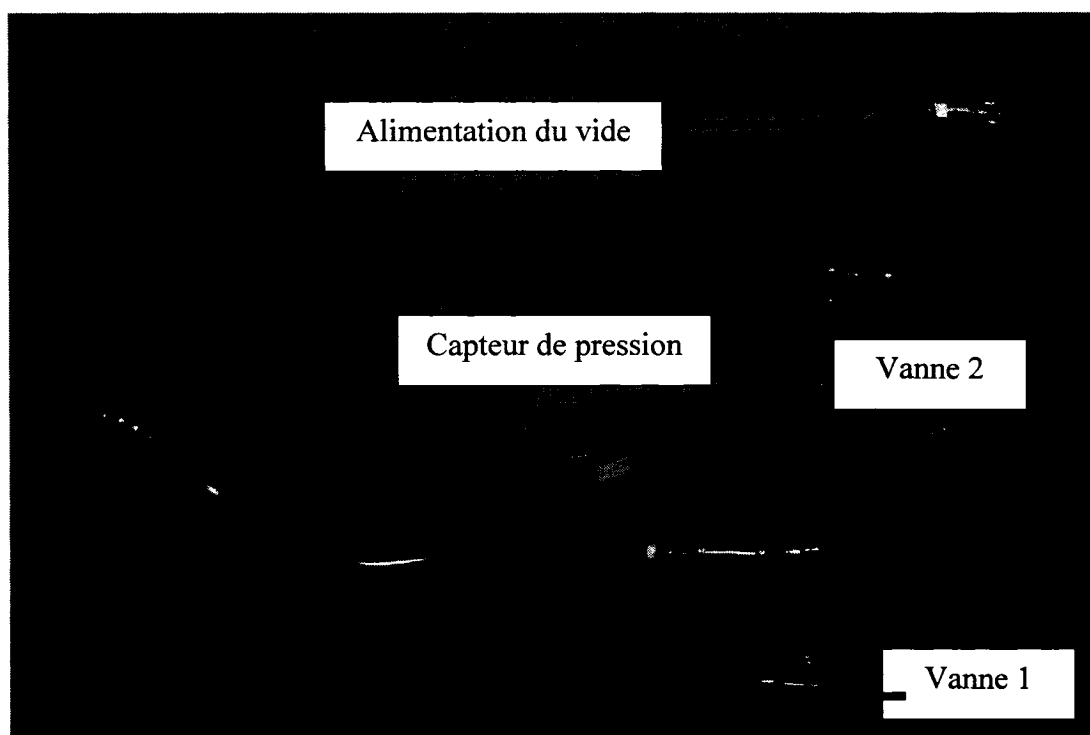 Alimentation du vide
Capteur de pression
Vanne 2
Vanne 1